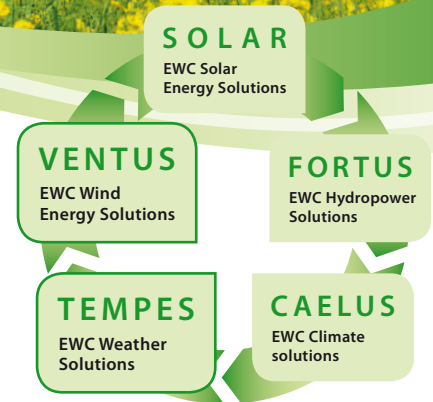 SOLAR
EWC Solar
Energy Solutions
VENTUS
EWC Wind
Energy Solutions
FORTUS
EWC Hydropower
Solutions
TEMPES
EWC Weather
Solutions
CAELUS
EWC Climate
solutions